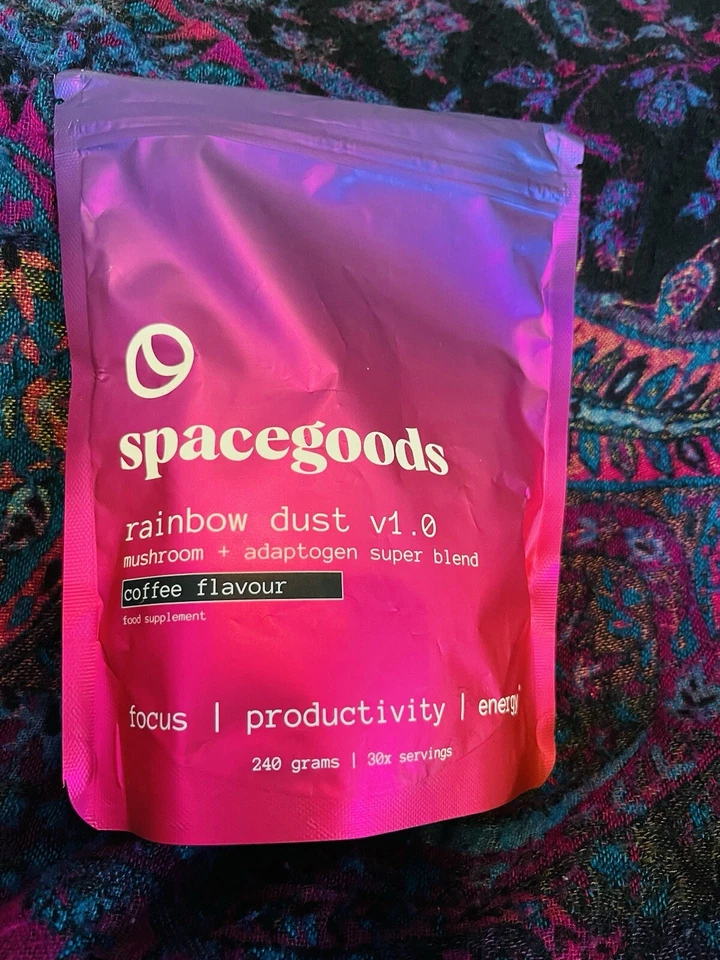 spacegoods
rainbow dust v1.0
mushroom + adaptogen super blend
coffee flavour
food supplement
focus | productivity | energy
240 grams | 30x servings